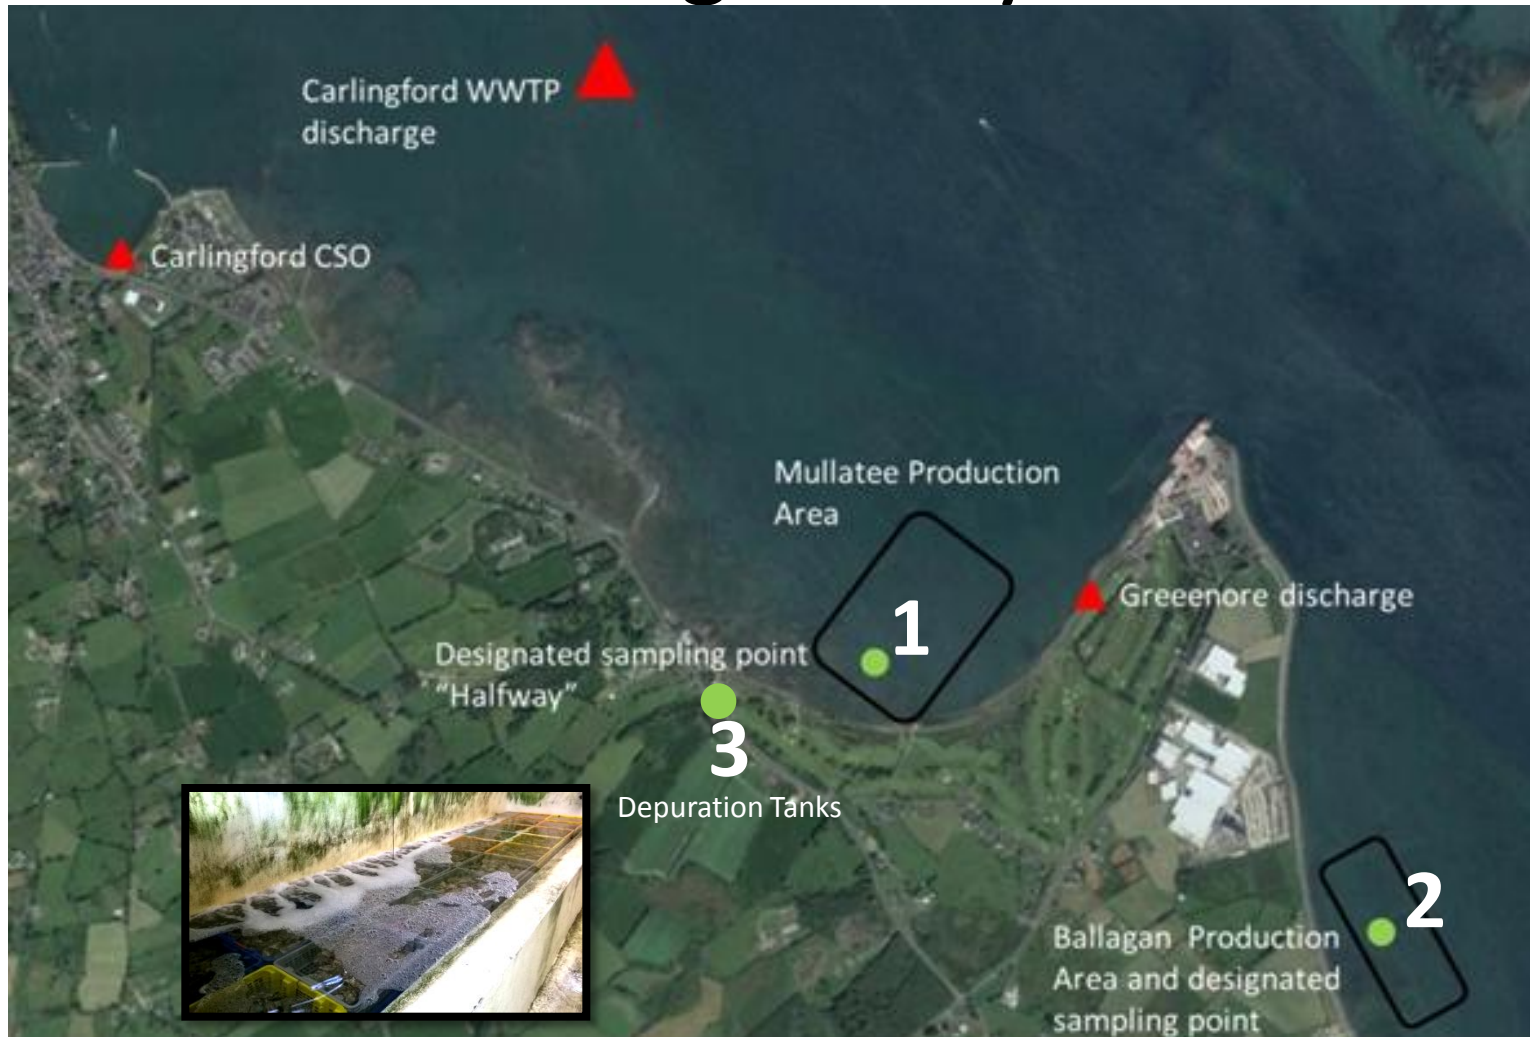 Carlingford WWTP
discharge
Carlingford CSO
Mullatee Production
Area
Greeenore discharge
1
Designated sampling point
“Halfway”
3
Depuration Tanks
2
Ballagan Production
Area and designated
sampling point